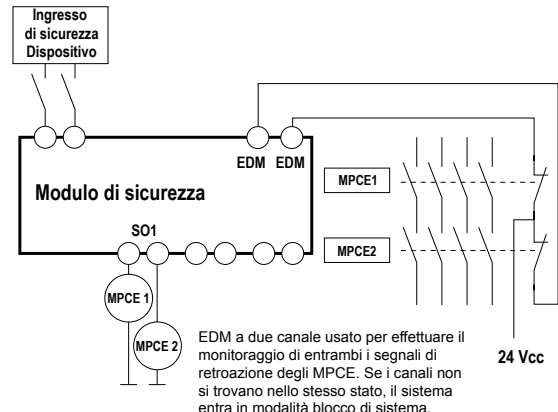 Ingresso
di sicurezza
Dispositivo
EDM EDM
Modulo di sicurezza
MPCE1
SO1
MPCE2
MPCE 1
MPCE 2
EDM a due canale usato per effettuare il
monitoraggio di entrambi i segnali di
retroazione degli MPCE. Se i canali non
si trovano nello stesso stato, il sistema
entra in modalità blocco di sistema.
24 Vcc